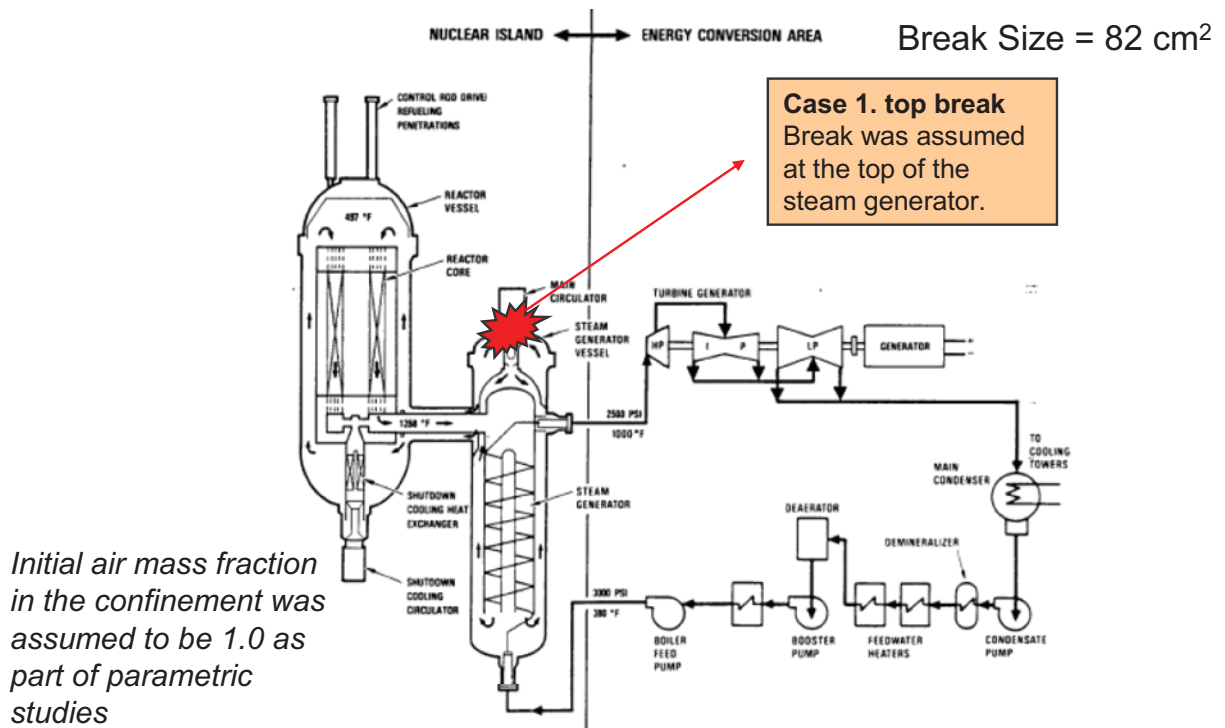 NUCLEAR ISLAND
ENERGY CONVERSION AREA
Break Size = 82 cm²
CONTROL ROD DRIVE/
REFUELING
PENETRATIONS
Case 1. top break
Break was assumed
at the top of the
steam generator.
REACTOR
VESSEL
497 °F
REACTOR
CORE
MAIN
CIRCULATOR
STEAM
GENERATOR
VESSEL
TURBINE GENERATOR
HP
I P
LP
GENERATOR
+
–
1268 °F
2500 PSI
1000 °F
TO
COOLING
TOWERS
MAIN
CONDENSER
SHUTDOWN
COOLING HEAT
EXCHANGER
STEAM
GENERATOR
DEAERATOR
DEMINERALIZER
SHUTDOWN
COOLING
CIRCULATOR
3000 PSI
380 °F
BOILER
FEED
PUMP
BOOSTER
PUMP
FEEDWATER
HEATERS
CONDENSATE
PUMP
Initial air mass fraction
in the confinement was
assumed to be 1.0 as
part of parametric
studies